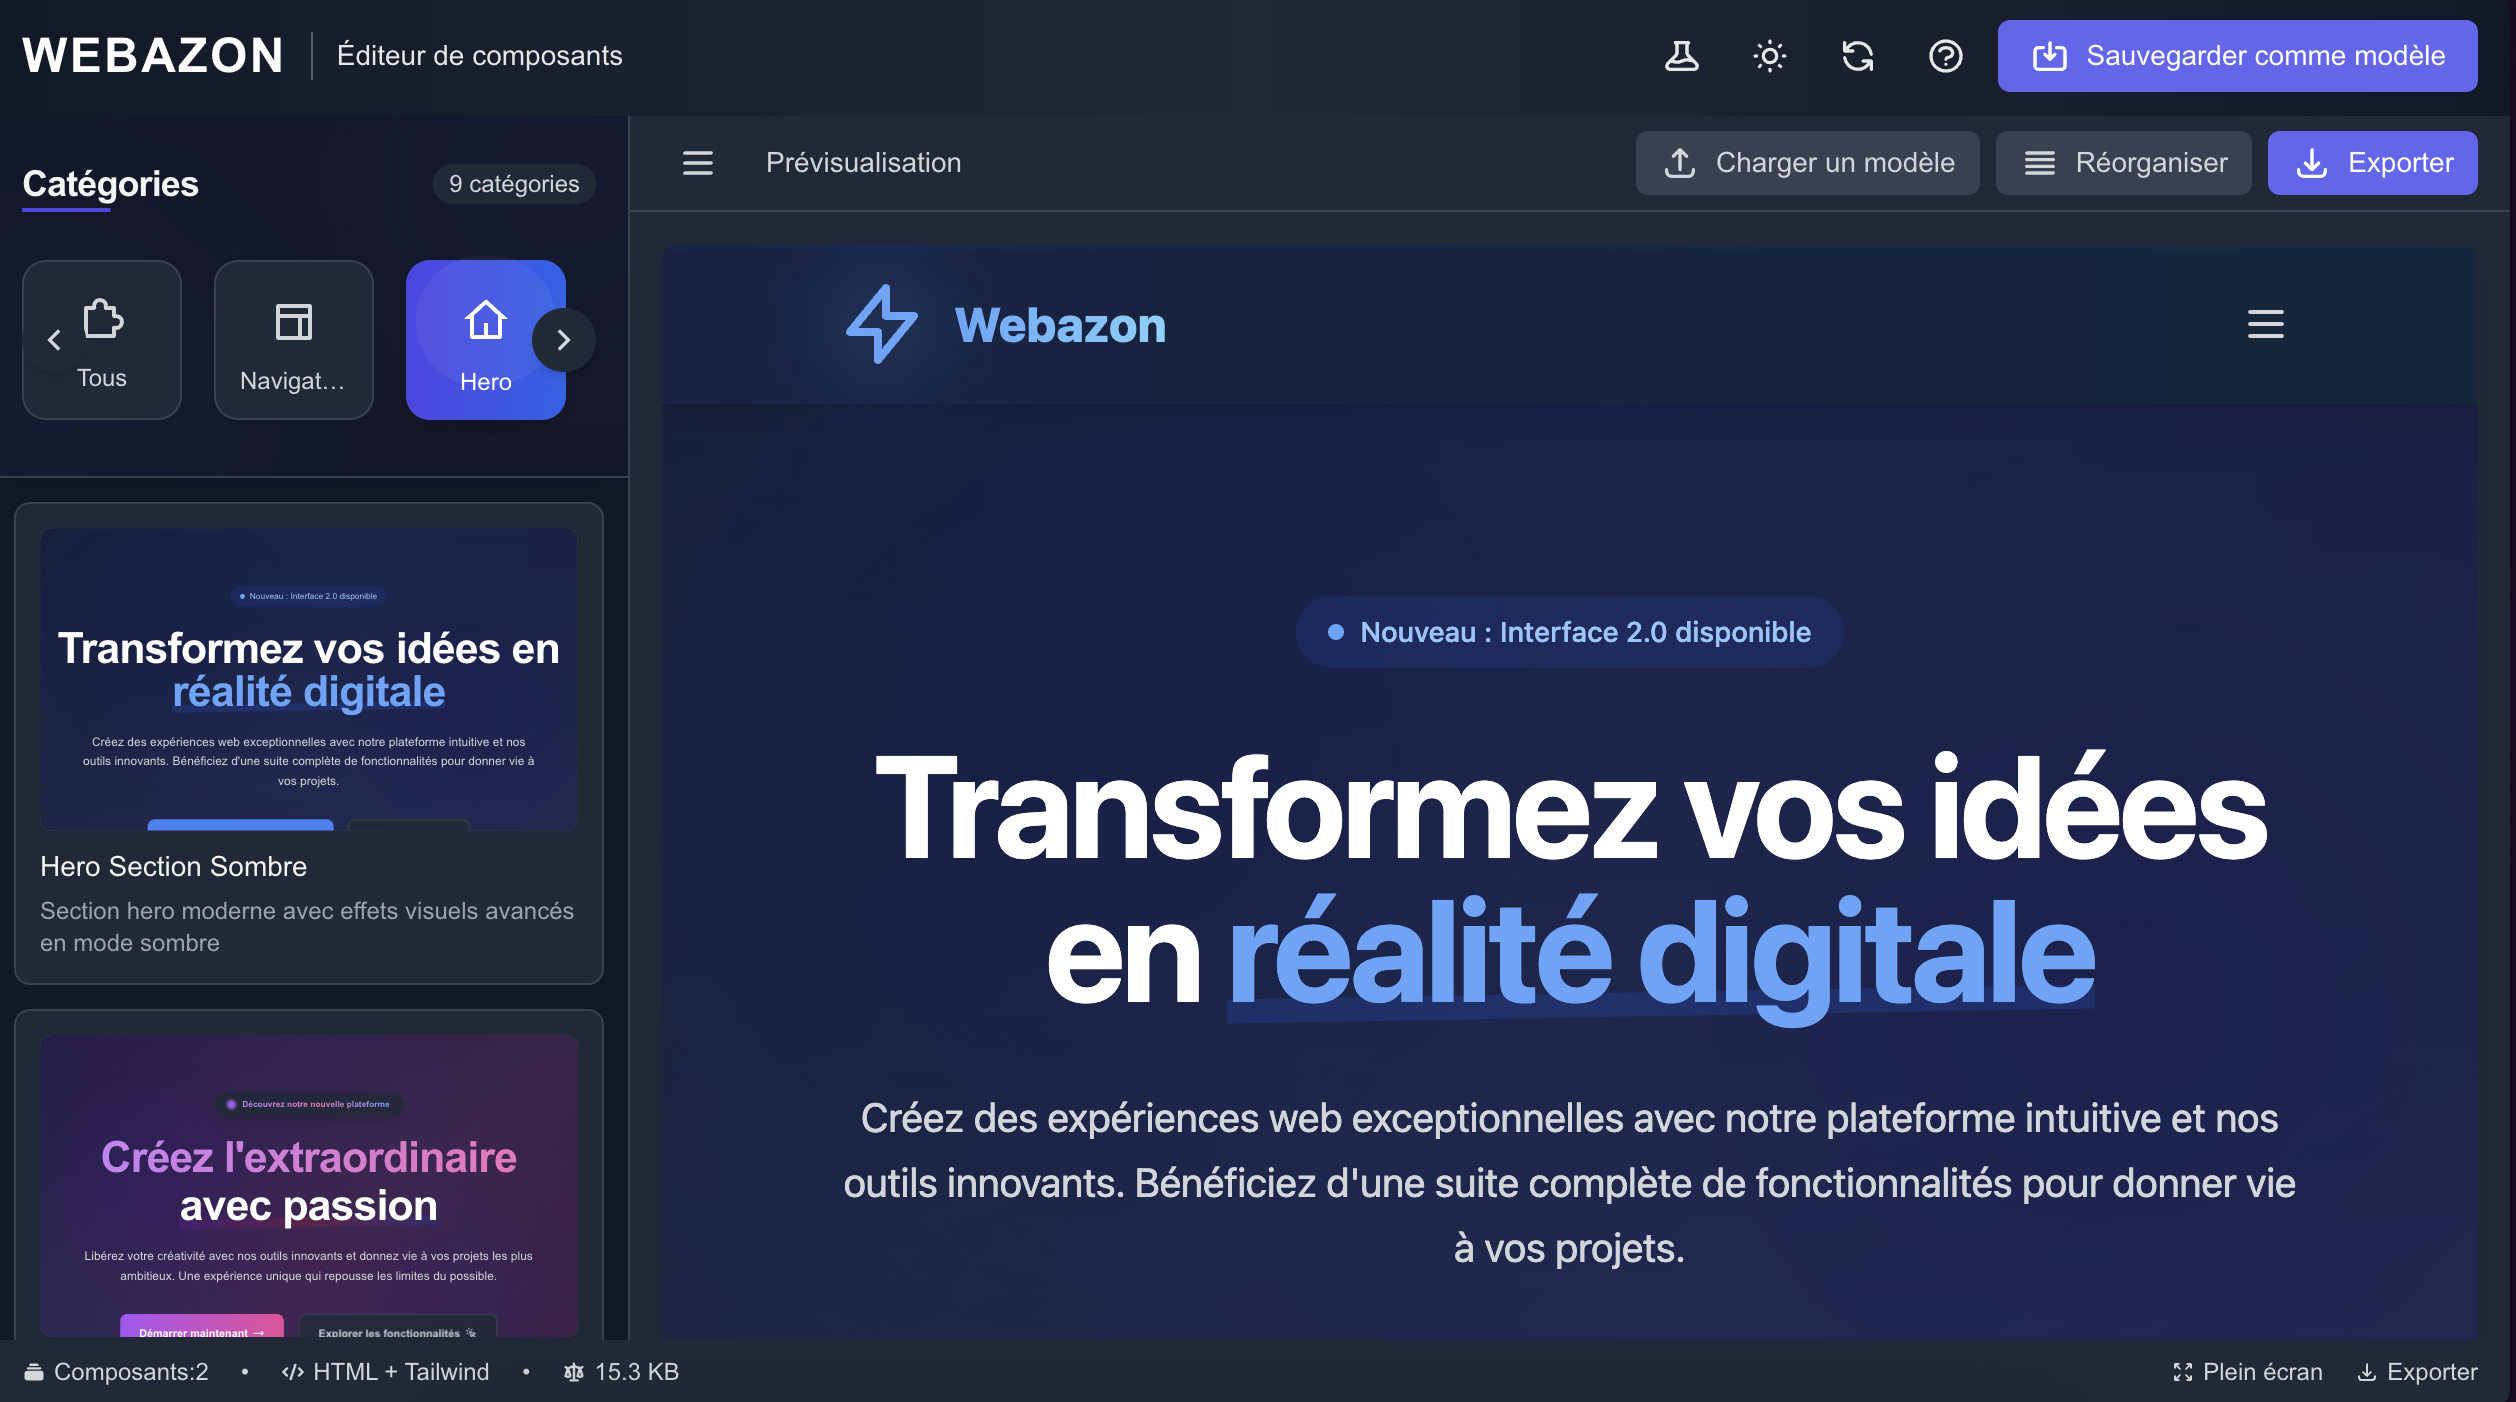 WEBAZON
Éditeur de composants
Sauvegarder comme modèle
Catégories
9 catégories
Tous
Navigat...
Hero
Nouveau : Interface 2.0 disponible
Transformez vos idées en
réalité digitale
Créez des expériences web exceptionnelles avec notre plateforme intuitive et nos
outils innovants. Bénéficiez d'une suite complète de fonctionnalités pour donner vie à
vos projets.
Hero Section Sombre
Section hero moderne avec effets visuels avancés
en mode sombre
Découvrez notre nouvelle plateforme
Créez l'extraordinaire
avec passion
Libérez votre créativité avec nos outils innovants et donnez vie à vos projets les plus
ambitieux. Une expérience unique qui repousse les limites du possible.
Démarrer maintenant →
Explorer les fonctionnalités
Prévisualisation
Charger un modèle
Réorganiser
Exporter
Webazon
Nouveau : Interface 2.0 disponible
Transformez vos idées
en réalité digitale
Créez des expériences web exceptionnelles avec notre plateforme intuitive et nos
outils innovants. Bénéficiez d'une suite complète de fonctionnalités pour donner vie
à vos projets.
Composants:2 • HTML + Tailwind • 15.3 KB
Plein écran
Exporter